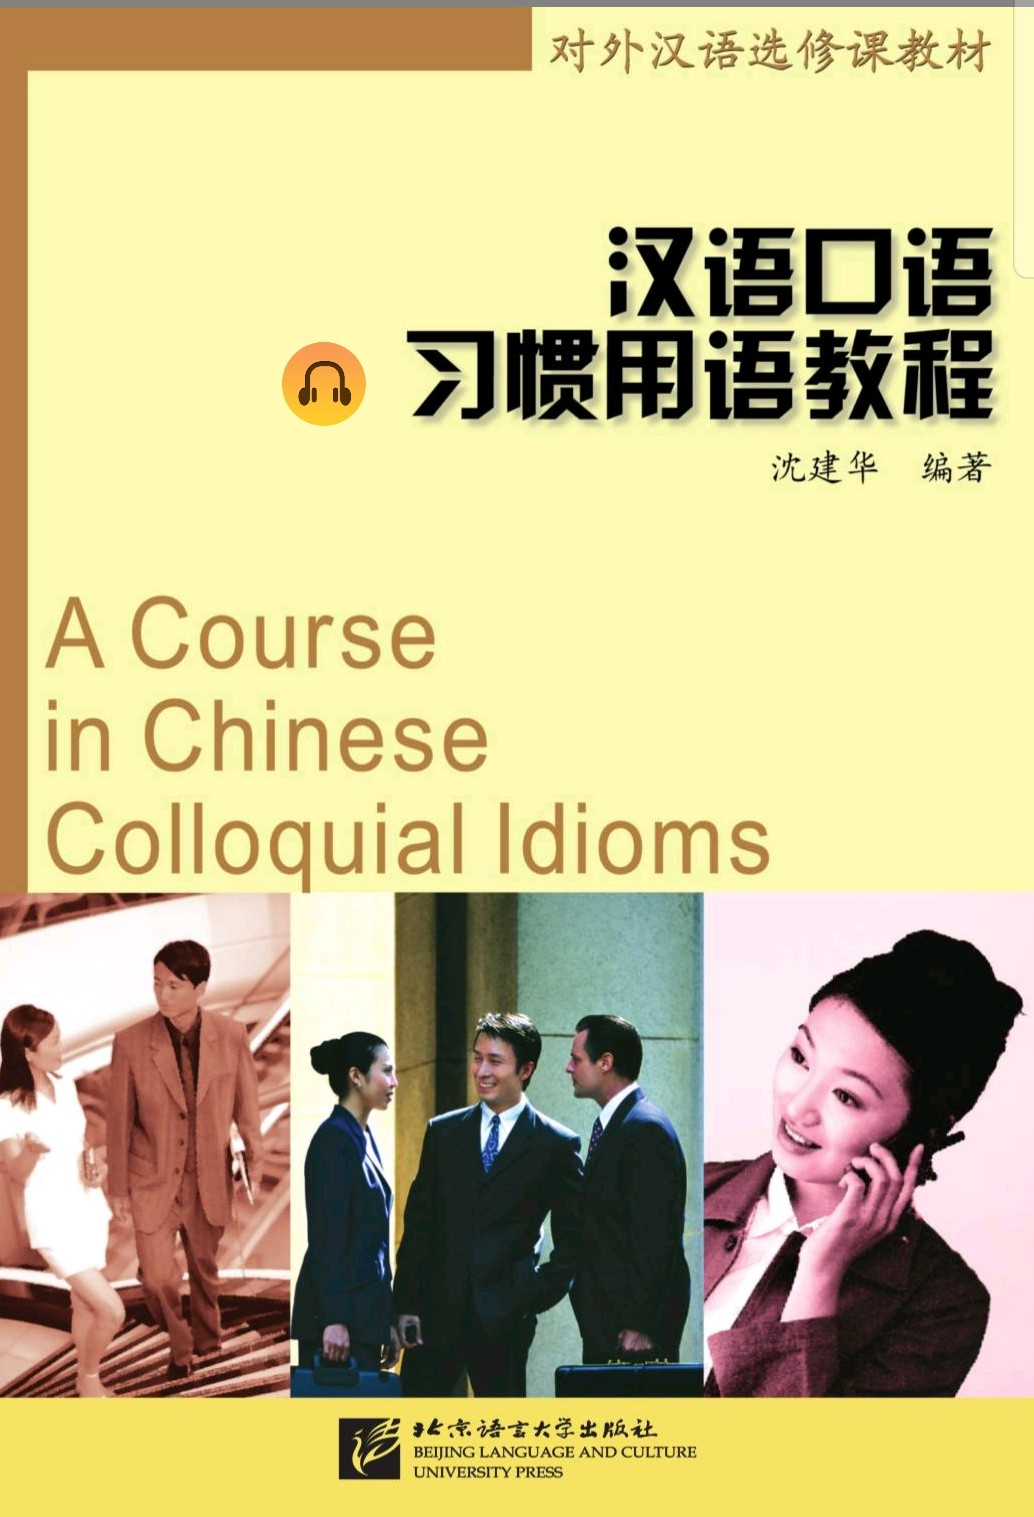 对外汉语选修课教材
汉语口语
习惯用语教程
沈建华 编著
A Course
in Chinese
Colloquial Idioms
北京语言大学出版社
BEIJING LANGUAGE AND CULTURE
UNIVERSITY PRESS